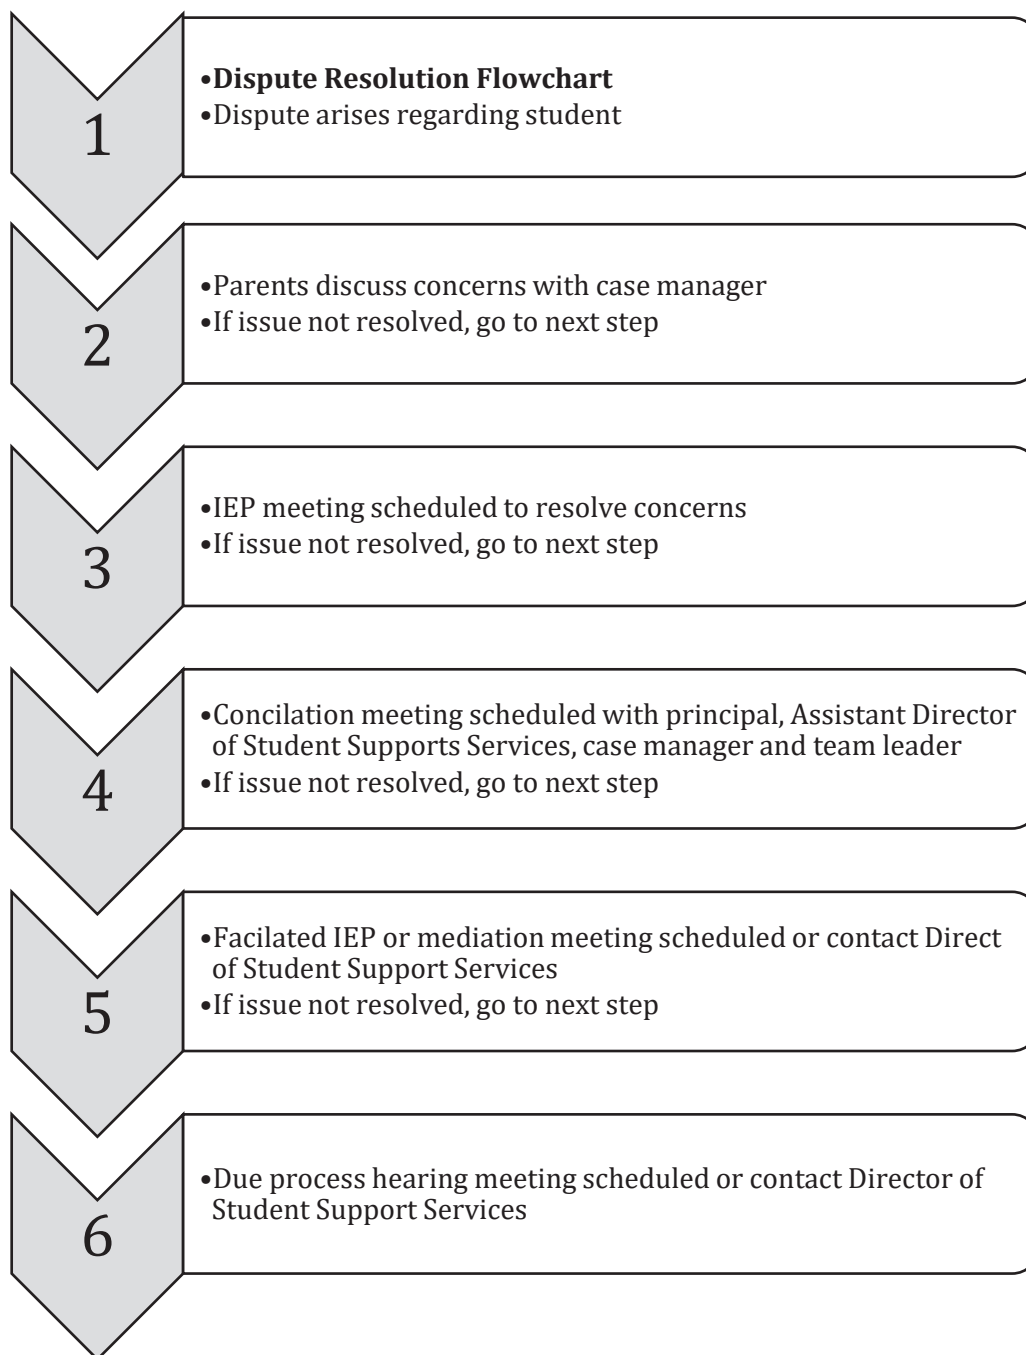 1
•Dispute Resolution Flowchart
•Dispute arises regarding student
2
•Parents discuss concerns with case manager
•If issue not resolved, go to next step
3
•IEP meeting scheduled to resolve concerns
•If issue not resolved, go to next step
4
•Concilation meeting scheduled with principal, Assistant Director
of Student Supports Services, case manager and team leader
•If issue not resolved, go to next step
5
•Facilated IEP or mediation meeting scheduled or contact Direct
of Student Support Services
•If issue not resolved, go to next step
6
•Due process hearing meeting scheduled or contact Director of
Student Support Services